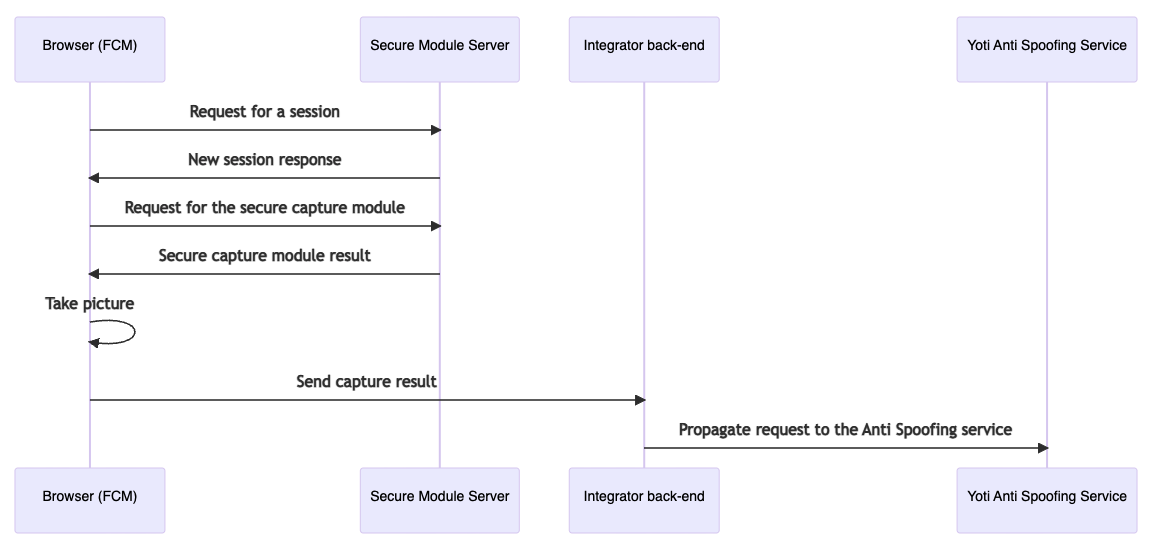 Browser (FCM)
Secure Module Server
Integrator back-end
Yoti Anti Spoofing Service
Request for a session
New session response
Request for the secure capture module
Secure capture module result
Take picture
Send capture result
Propagate request to the Anti Spoofing service
Browser (FCM)
Secure Module Server
Integrator back-end
Yoti Anti Spoofing Service